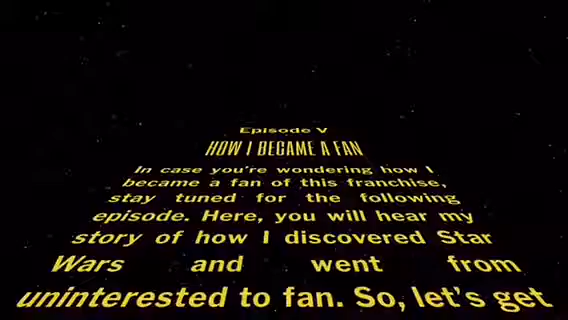 Episode V
HOW I BECAME A FAN
In case you're wondering how I
became a fan of this franchise,
stay tuned for the following
episode. Here, you will hear my
story of how I discovered Star
Wars and went from
uninterested to fan. So, let's get